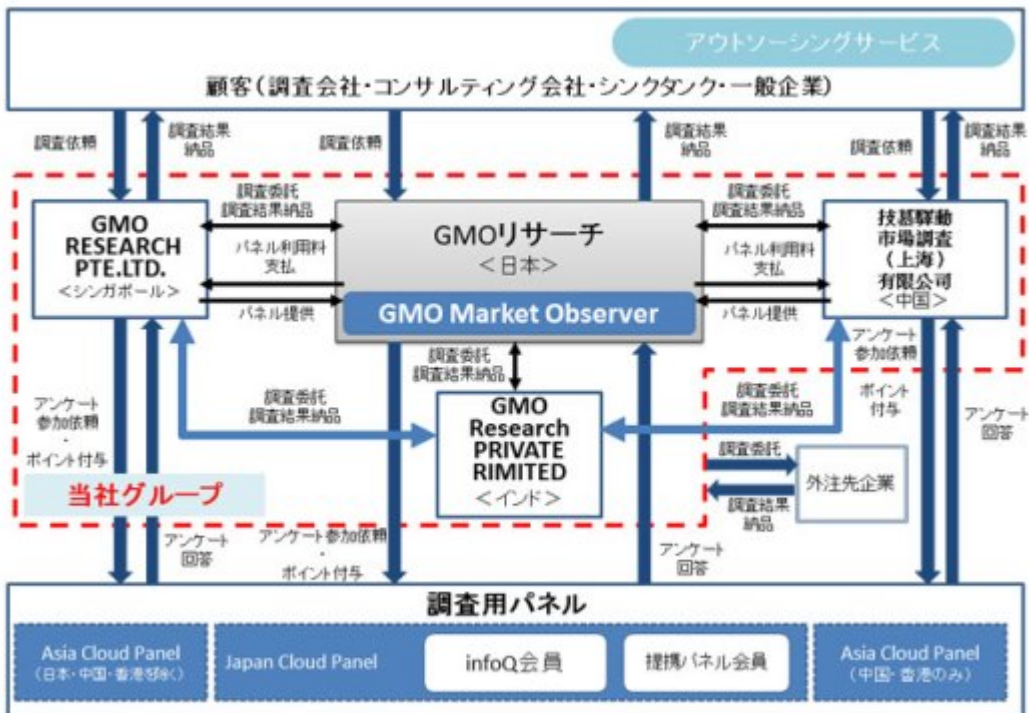 アウトソーシングサービス
顧客(調査会社・コンサルティング会社・シンクタンク・一般企業)
調査依頼
調査結果
納品
調査依頼
調査結果
納品
調査依頼
調査結果
納品
GMO
RESEARCH
PTE.LTD.
<シンガポール>
調査委託
調査結果納品
パネル利用料
支払
パネル提供
GMOリサーチ
<日本>
GMO Market Observer
調査委託
調査結果納品
パネル利用料
支払
パネル提供
技慕驛動
市場調査
(上海)
有限公司
<中国>
調査委託
調査結果納品
アンケート
参加依頼
・
ポイント付与
調査委託
調査結果納品
GMO
Research
PRIVATE
RIMITED
<インド>
調査委託
調査結果納品
アンケート
参加依頼
・
ポイント
付与
アンケート
回答
調査委託
外注先企業
調査結果
納品
当社グループ
アンケート
回答
アンケート参加依頼
・
ポイント付与
アンケート
回答
調査用パネル
Asia Cloud Panel
(日本・中国・香港を除く)
Japan Cloud Panel
infoQ会員
提携パネル会員
Asia Cloud Panel
(中国・香港のみ)